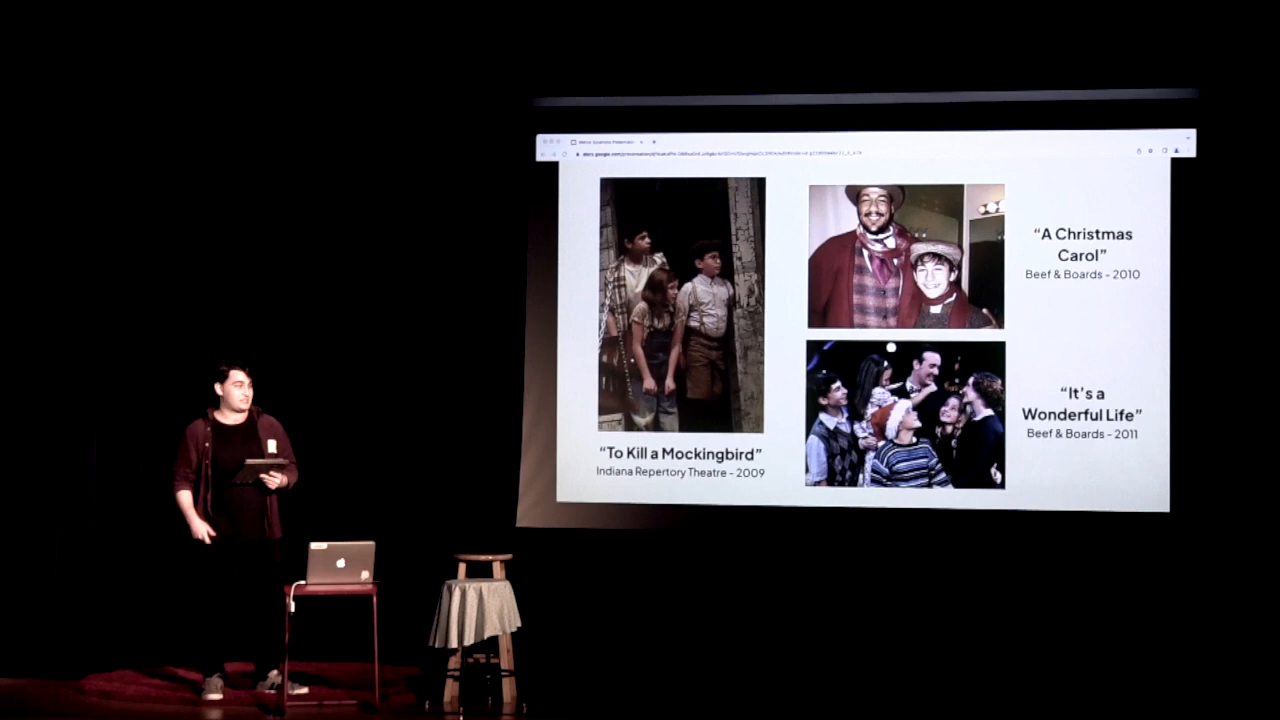 “To Kill a Mockingbird”
Indiana Repertory Theatre - 2009
“A Christmas
Carol”
Beef & Boards - 2010
“It’s a
Wonderful Life”
Beef & Boards - 2011